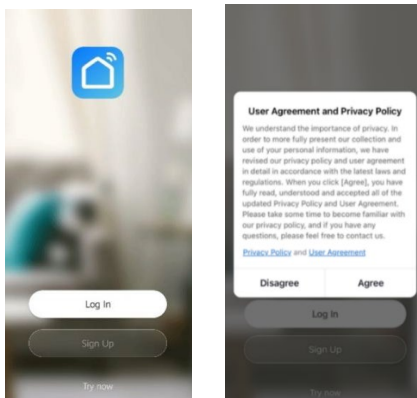 Log In
Sign Up
Try now
User Agreement and Privacy Policy
We understand the importance of privacy. In
order to more fully present our collection and
use of your personal information, we have
revised our privacy policy and user agreement
in detail in accordance with the latest laws and
regulations. When you click [Agree], you have
fully read, understood and accepted all of the
updated Privacy Policy and User Agreement.
Please take some time to become familiar with
our privacy policy, and if you have any
questions, please feel free to contact us.
Privacy Policy and User Agreement
Disagree Agree
Log In
Sign Up
Try now